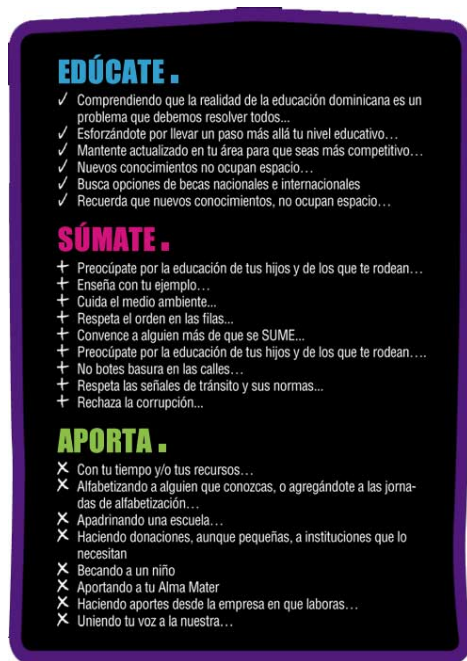 EDÚCATE.
✓ Comprendiendo que la realidad de la educación dominicana es un
problema que debemos resolver todos...
✓ Esforzándote por llevar un paso más allá tu nivel educativo…
✓ Mantente actualizado en tu área para que seas más competitivo…
✓ Nuevos conocimientos no ocupan espacio…
✓ Busca opciones de becas nacionales e internacionales
✓ Recuerda que nuevos conocimientos, no ocupan espacio…
SÚMATE.
+ Preocúpate por la educación de tus hijos y de los que te rodean…
+ Enseña con tu ejemplo…
+ Cuida el medio ambiente...
+ Respeta el orden en las filas...
+ Convence a alguien más de que se SUME...
+ Preocúpate por la educación de tus hijos y de los que te rodean….
+ No botes basura en las calles…
+ Respeta las señales de tránsito y sus normas...
+ Rechaza la corrupción...
APORTA.
✕ Con tu tiempo y/o tus recursos…
✕ Alfabetizando a alguien que conozcas, o agregándote a las jorna-
das de alfabetización…
✕ Apadrinando una escuela…
✕ Haciendo donaciones, aunque pequeñas, a instituciones que lo
necesitan
✕ Becando a un niño
✕ Aportando a tu Alma Mater
✕ Haciendo aportes desde la empresa en que laboras…
✕ Uniendo tu voz a la nuestra…